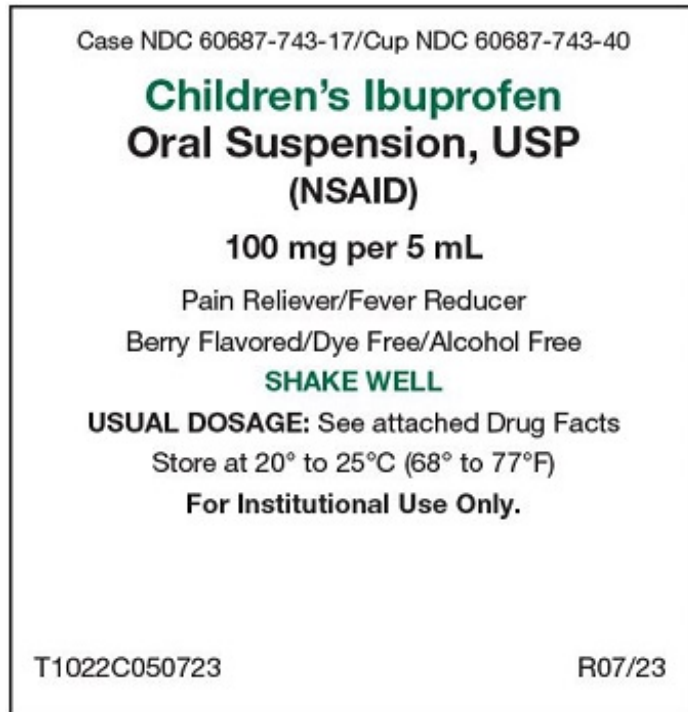 Case NDC 60687-743-17/Cup NDC 60687-743-40
Children's Ibuprofen
Oral Suspension, USP
(NSAID)
100 mg per 5 mL
Pain Reliever/Fever Reducer
Berry Flavored/Dye Free/Alcohol Free
SHAKE WELL
USUAL DOSAGE: See attached Drug Facts
Store at 20° to 25°C (68° to 77°F)
For Institutional Use Only.
T1022C050723 R07/23